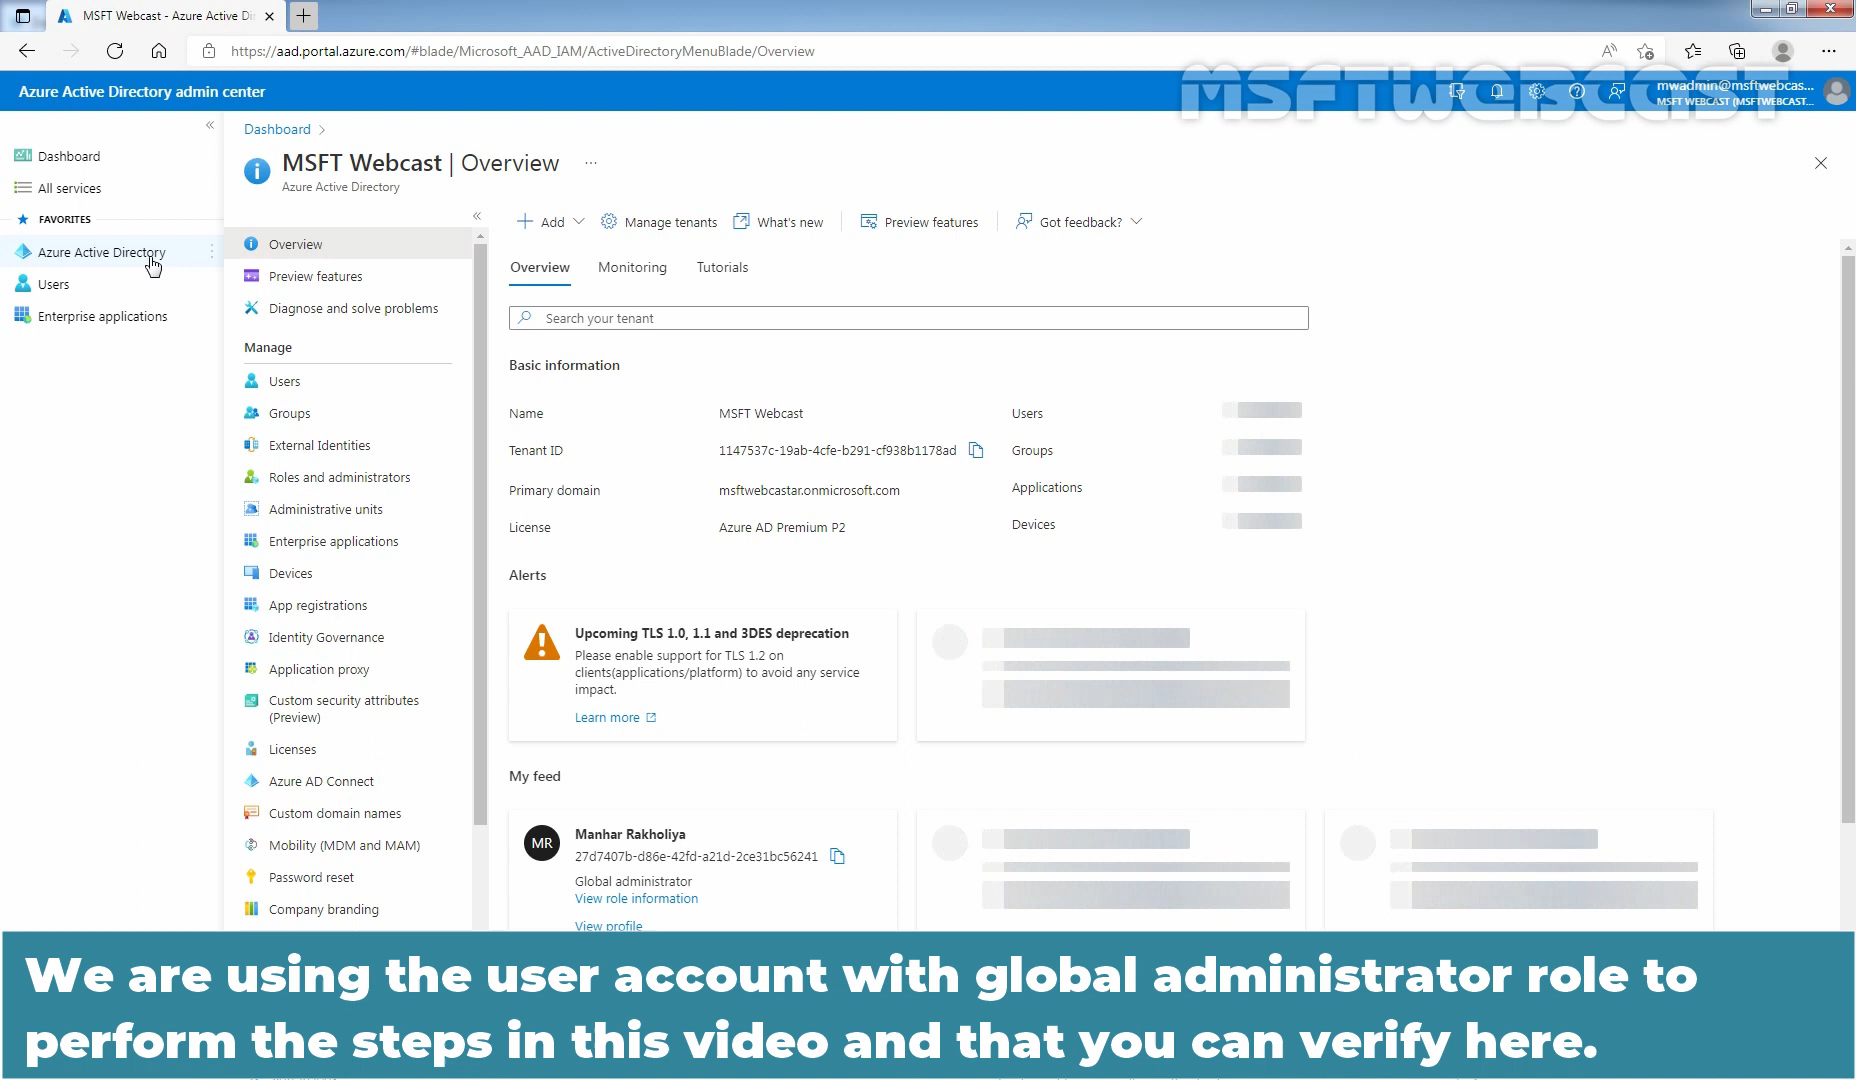 MSFT Webcast - Azure Active Di
https://aad.portal.azure.com/#blade/Microsoft_AAD_IAM/ActiveDirectoryMenuBlade/Overview
Azure Active Directory admin center
MSFTWEBCAST
mwadmin@msftwebcas...
MSFT WEBCAST (MSFTWEBCAST...
Dashboard
All services
FAVORITES
Azure Active Directory
Users
Enterprise applications
Dashboard >
MSFT Webcast | Overview ...
Azure Active Directory
Overview
Preview features
Diagnose and solve problems
Manage
Users
Groups
External Identities
Roles and administrators
Administrative units
Enterprise applications
Devices
App registrations
Identity Governance
Application proxy
Custom security attributes
(Preview)
Licenses
Azure AD Connect
Custom domain names
Mobility (MDM and MAM)
Password reset
Company branding
Add
Manage tenants
What's new
Preview features
Got feedback?
Overview
Monitoring
Tutorials
Search your tenant
Basic information
Name MSFT Webcast
Tenant ID 1147537c-19ab-4cfe-b291-cf938b1178ad
Primary domain msftwebcastar.onmicrosoft.com
License Azure AD Premium P2
Users
Groups
Applications
Devices
Alerts
Upcoming TLS 1.0, 1.1 and 3DES deprecation
Please enable support for TLS 1.2 on
clients(applications/platform) to avoid any service
impact.
Learn more
My feed
MR
Manhar Rakholiya
27d7407b-d86e-42fd-a21d-2ce31bc56241
Global administrator
View role information
View profile
We are using the user account with global administrator role to
perform the steps in this video and that you can verify here.